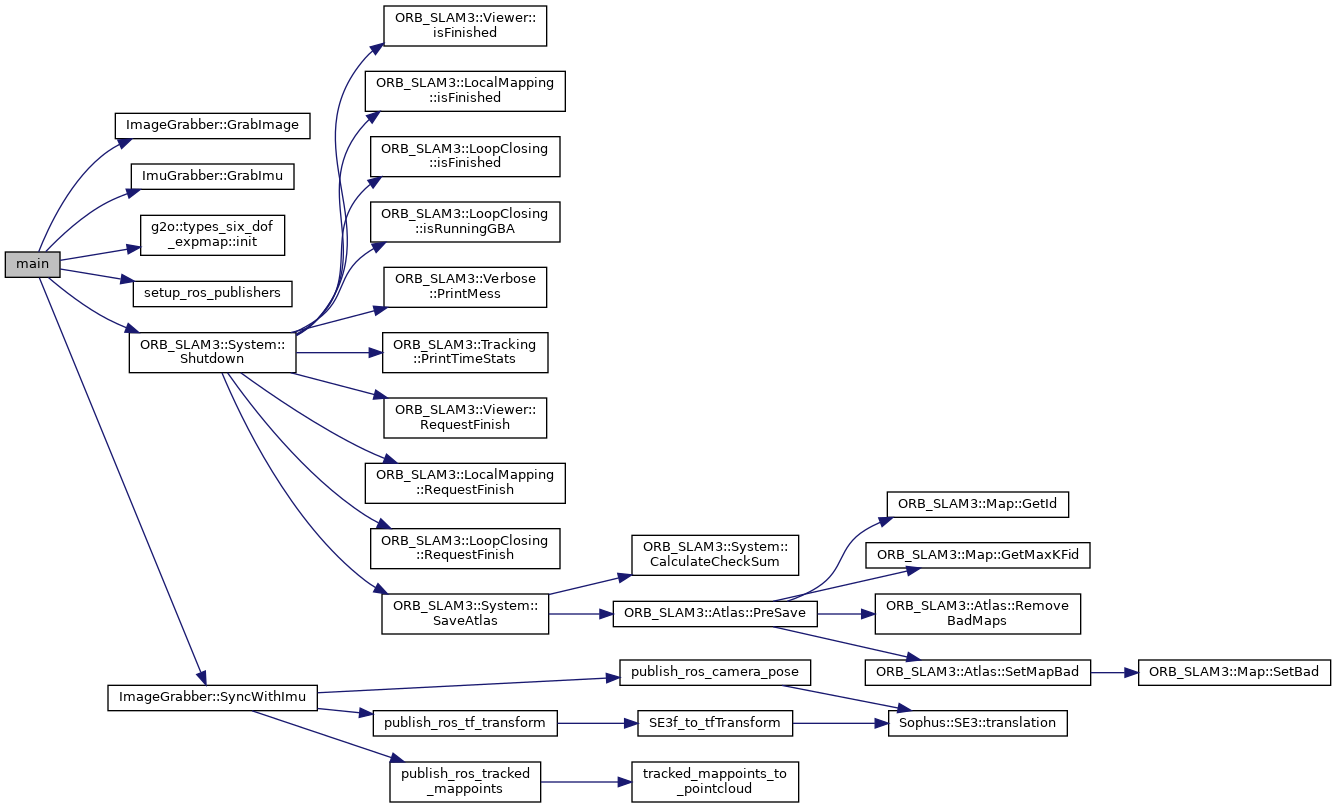 main
ImageGrabber::GrabImage
ImuGrabber::GrabImu
g2o::types_six_dof
_expmap::init
setup_ros_publishers
ORB_SLAM3::System::
Shutdown
ImageGrabber::SyncWithImu
ORB_SLAM3::Viewer::
isFinished
ORB_SLAM3::LocalMapping
::isFinished
ORB_SLAM3::LoopClosing
::isFinished
ORB_SLAM3::LoopClosing
::isRunningGBA
ORB_SLAM3::Verbose
::PrintMess
ORB_SLAM3::Tracking
::PrintTimeStats
ORB_SLAM3::Viewer::
RequestFinish
ORB_SLAM3::LocalMapping
::RequestFinish
ORB_SLAM3::LoopClosing
::RequestFinish
ORB_SLAM3::System::
SaveAtlas
ORB_SLAM3::System::
CalculateCheckSum
ORB_SLAM3::Atlas::PreSave
ORB_SLAM3::Map::GetId
ORB_SLAM3::Map::GetMaxKFid
ORB_SLAM3::Atlas::Remove
BadMaps
ORB_SLAM3::Atlas::SetMapBad
ORB_SLAM3::Map::SetBad
publish_ros_camera_pose
publish_ros_tf_transform
SE3f_to_tfTransform
Sophus::SE3::translation
publish_ros_tracked
_mappoints
tracked_mappoints_to
_pointcloud